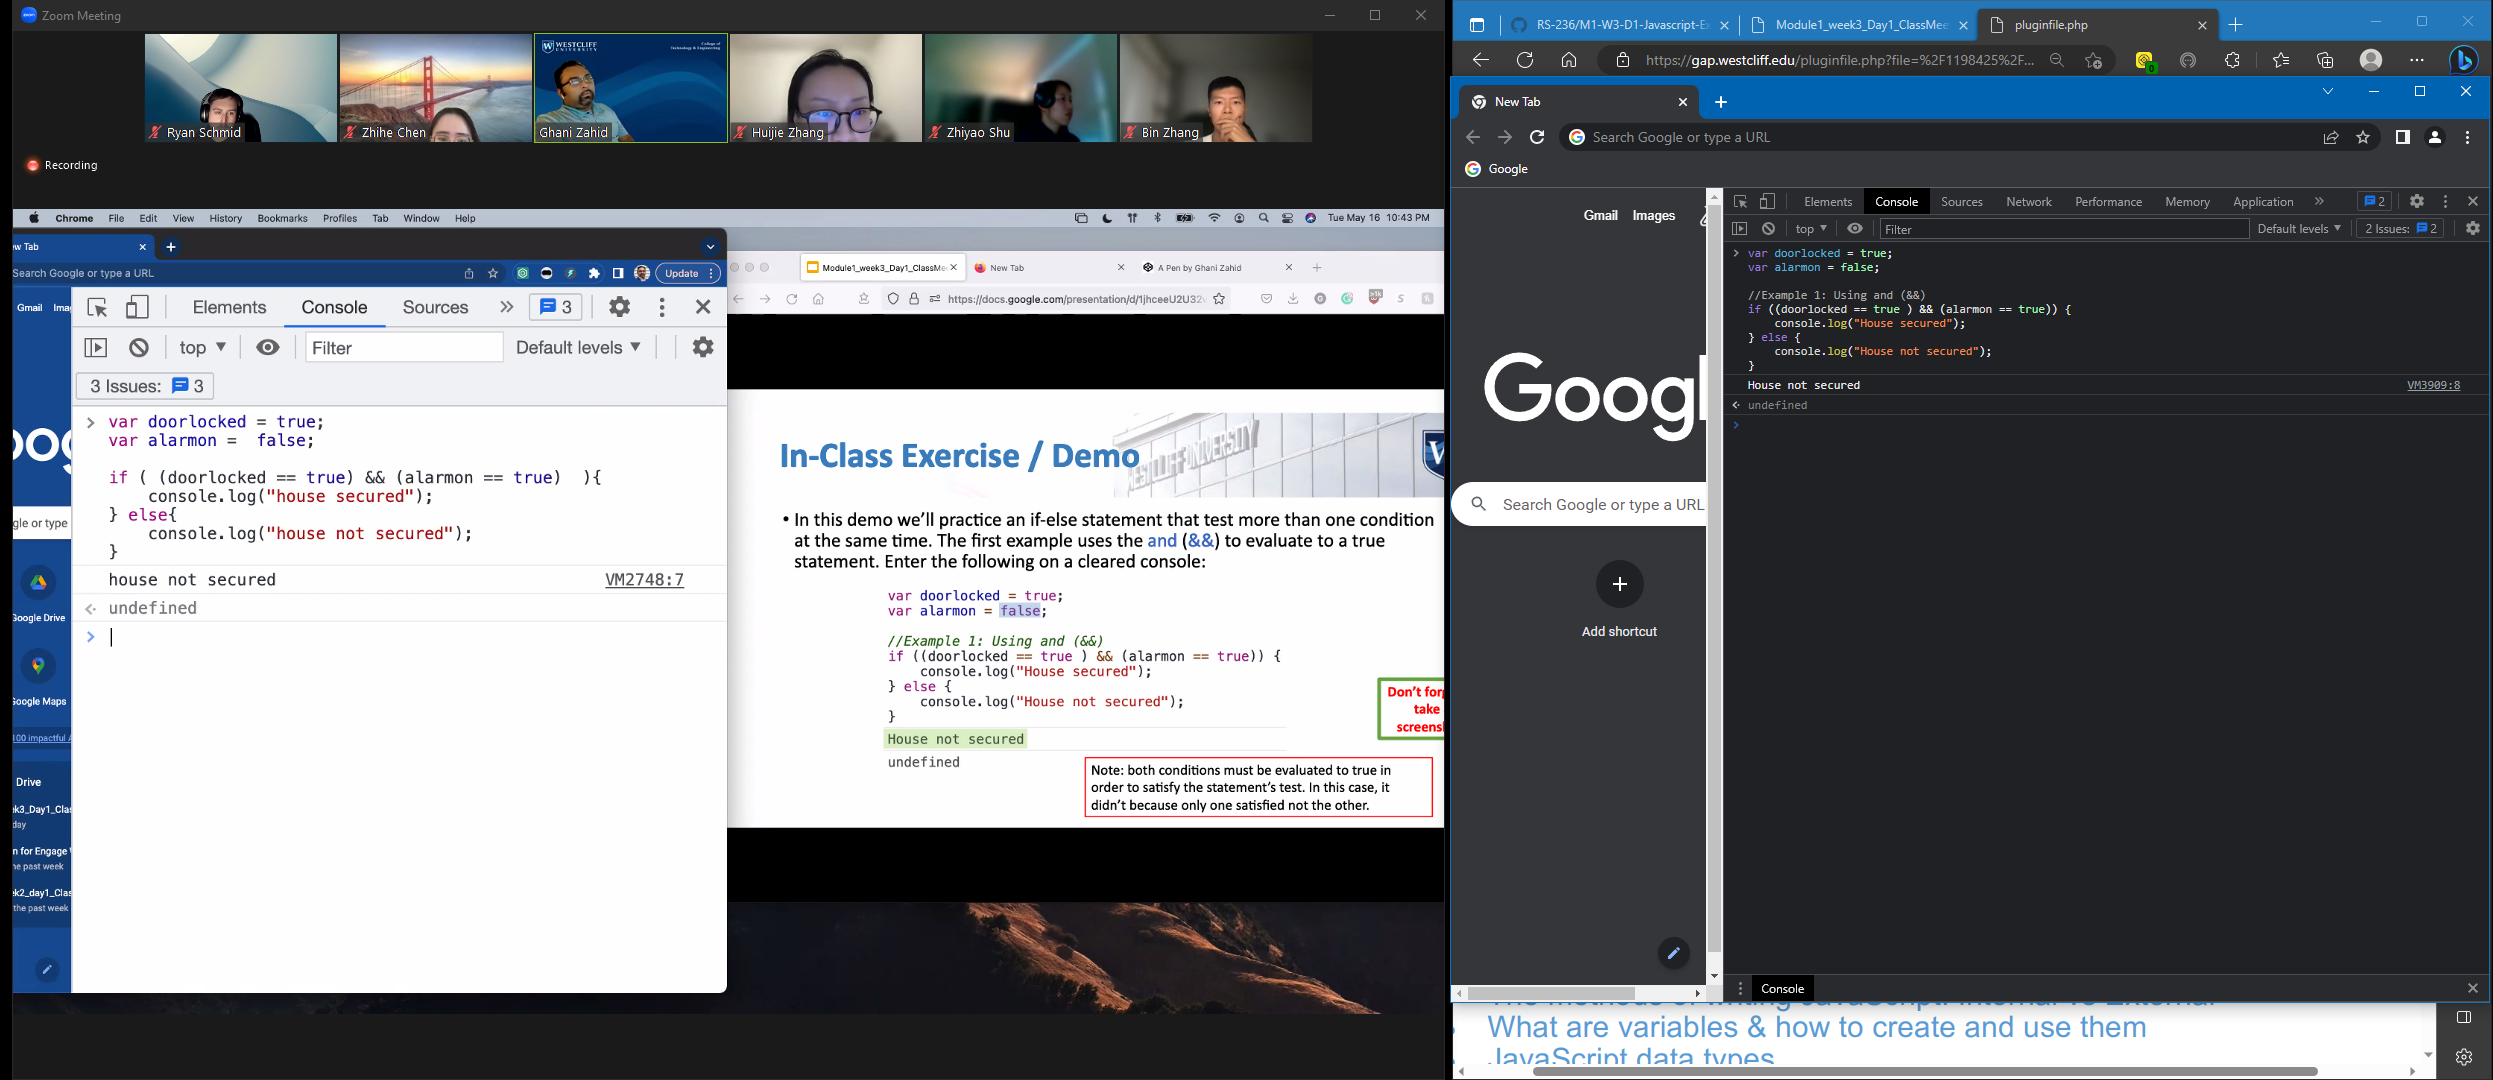 Zoom Meeting
WESTCLIFF
UNIVERSITY
College of
Technology & Engineering
Ryan Schmid
Zhihe Chen
Ghani Zahid
Huijie Zhang
Zhiyao Shu
Bin Zhang
Recording
Chrome File Edit View History Bookmarks Profiles Tab Window Help
Tue May 16 10:43 PM
ew Tab
Search Google or type a URL
Update
Gmail
Elements Console Sources
3
top
Filter
Default levels
3 Issues: 3
var doorlocked = true;
var alarmon =  false;
if ( (doorlocked == true) && (alarmon == true)  ){
    console.log("house secured");
} else{
    console.log("house not secured");
}
house not secured
VM2748:7
undefined
gle or type
Google Drive
Google Maps
100 impactful
Drive
ek3_Day1_Clas
day
n for Engage
he past week
ek2_day1_Clas
the past week
Module1_week3_Day1_ClassMee
New Tab
A Pen by Ghani Zahid
https://docs.google.com/presentation/d/1jhceeU2U32
In-Class Exercise / Demo
WESTCLIFF UNIVERSITY
• In this demo we'll practice an if-else statement that test more than one condition
at the same time. The first example uses the and (&&) to evaluate to a true
statement. Enter the following on a cleared console:
var doorlocked = true;
var alarmon = false;
//Example 1: Using and (&&)
if ((doorlocked == true ) && (alarmon == true)) {
    console.log("House secured");
} else {
    console.log("House not secured");
}
House not secured
undefined
Don't for
take
screens
Note: both conditions must be evaluated to true in
order to satisfy the statement's test. In this case, it
didn't because only one satisfied not the other.
RS-236/M1-W3-D1-Javascript-Ex
Module1_week3_Day1_ClassMee
pluginfile.php
https://gap.westcliff.edu/pluginfile.php?file=%2F1198425%2F...
New Tab
Search Google or type a URL
Google
Gmail Images
Googl
Search Google or type a URL
Add shortcut
Elements Console Sources Network Performance Memory Application
2
top
Filter
Default levels
2 Issues: 2
var doorlocked = true;
var alarmon = false;
//Example 1: Using and (&&)
if ((doorlocked == true ) && (alarmon == true)) {
    console.log("House secured");
} else {
    console.log("House not secured");
}
House not secured
VM3909:8
undefined
Console
What are variables & how to create and use them
JavaScript data types